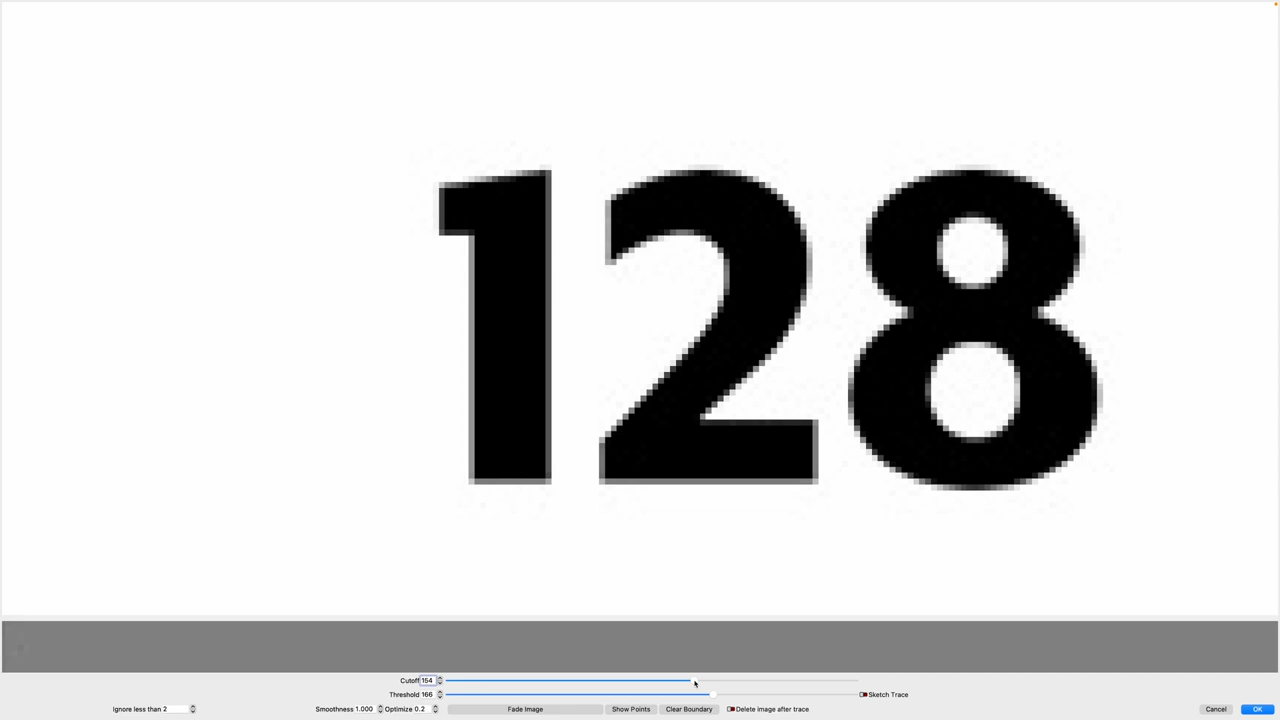 128
Cutoff 154
Threshold 166 Sketch Trace
Ignore less than 2 Smoothness 1.000 Optimize 0.2 Fade Image Show Points Clear Boundary Delete image after trace Cancel OK